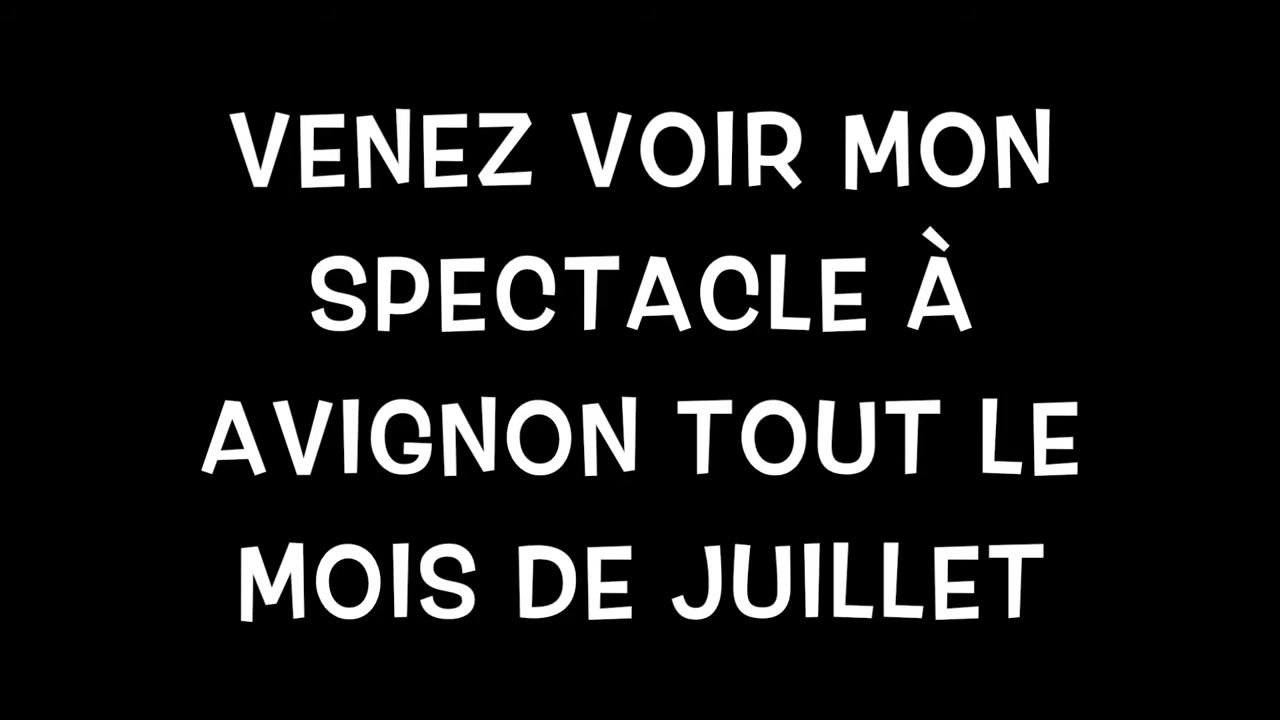 VENEZ VOIR MON
SPECTACLE À
AVIGNON TOUT LE
MOIS DE JUILLET